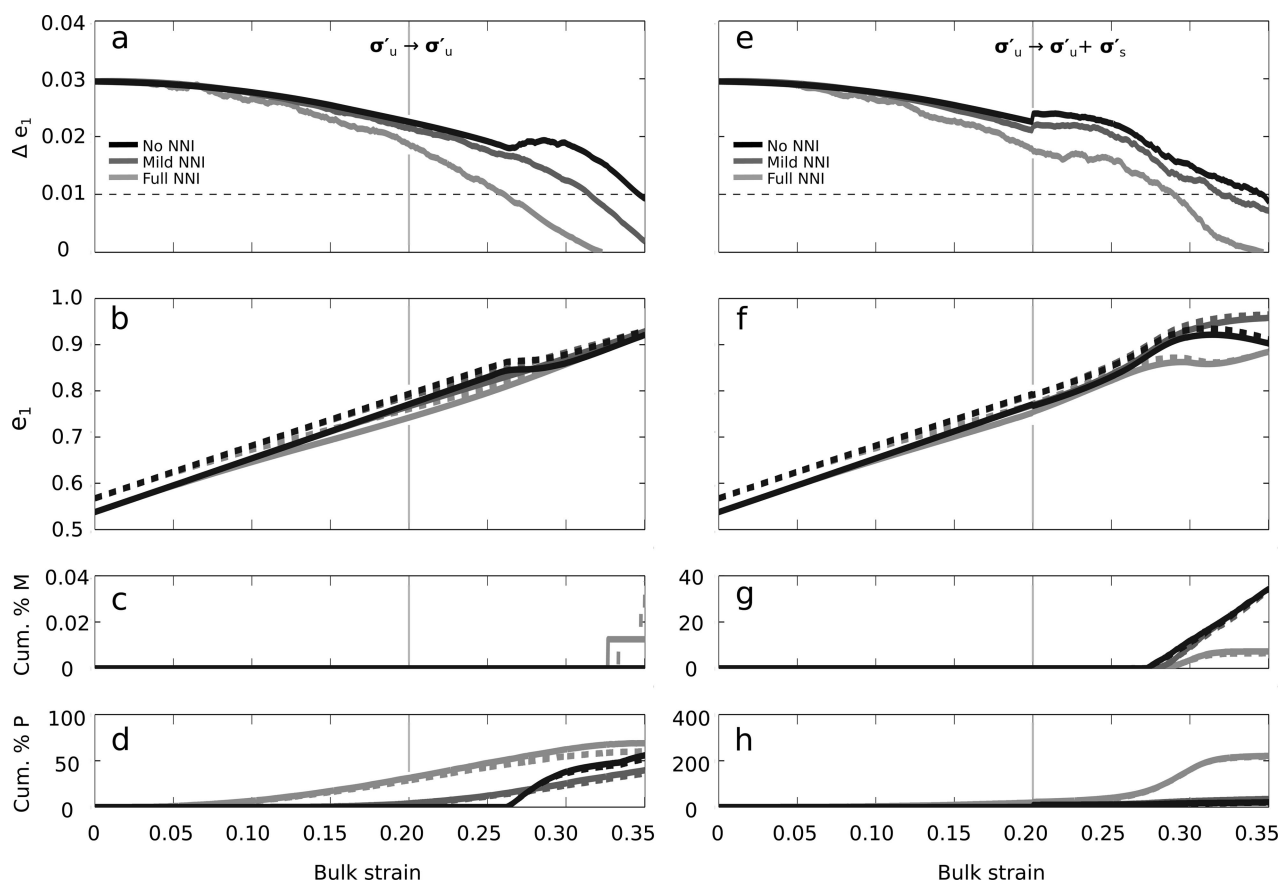 a
σ′u → σ′u
0.04
0.03
0.02
0.01
0
Δ e1
No NNI
Mild NNI
Full NNI
e
σ′u → σ′u + σ′s
No NNI
Mild NNI
Full NNI
b
1.0
0.9
0.8
0.7
0.6
0.5
e1
f
c
0.04
0.02
0
Cum. % M
g
40
20
0
d
100
50
0
Cum. % P
0 0.05 0.10 0.15 0.20 0.25 0.30 0.35
Bulk strain
h
400
200
0
0 0.05 0.10 0.15 0.20 0.25 0.30 0.35
Bulk strain